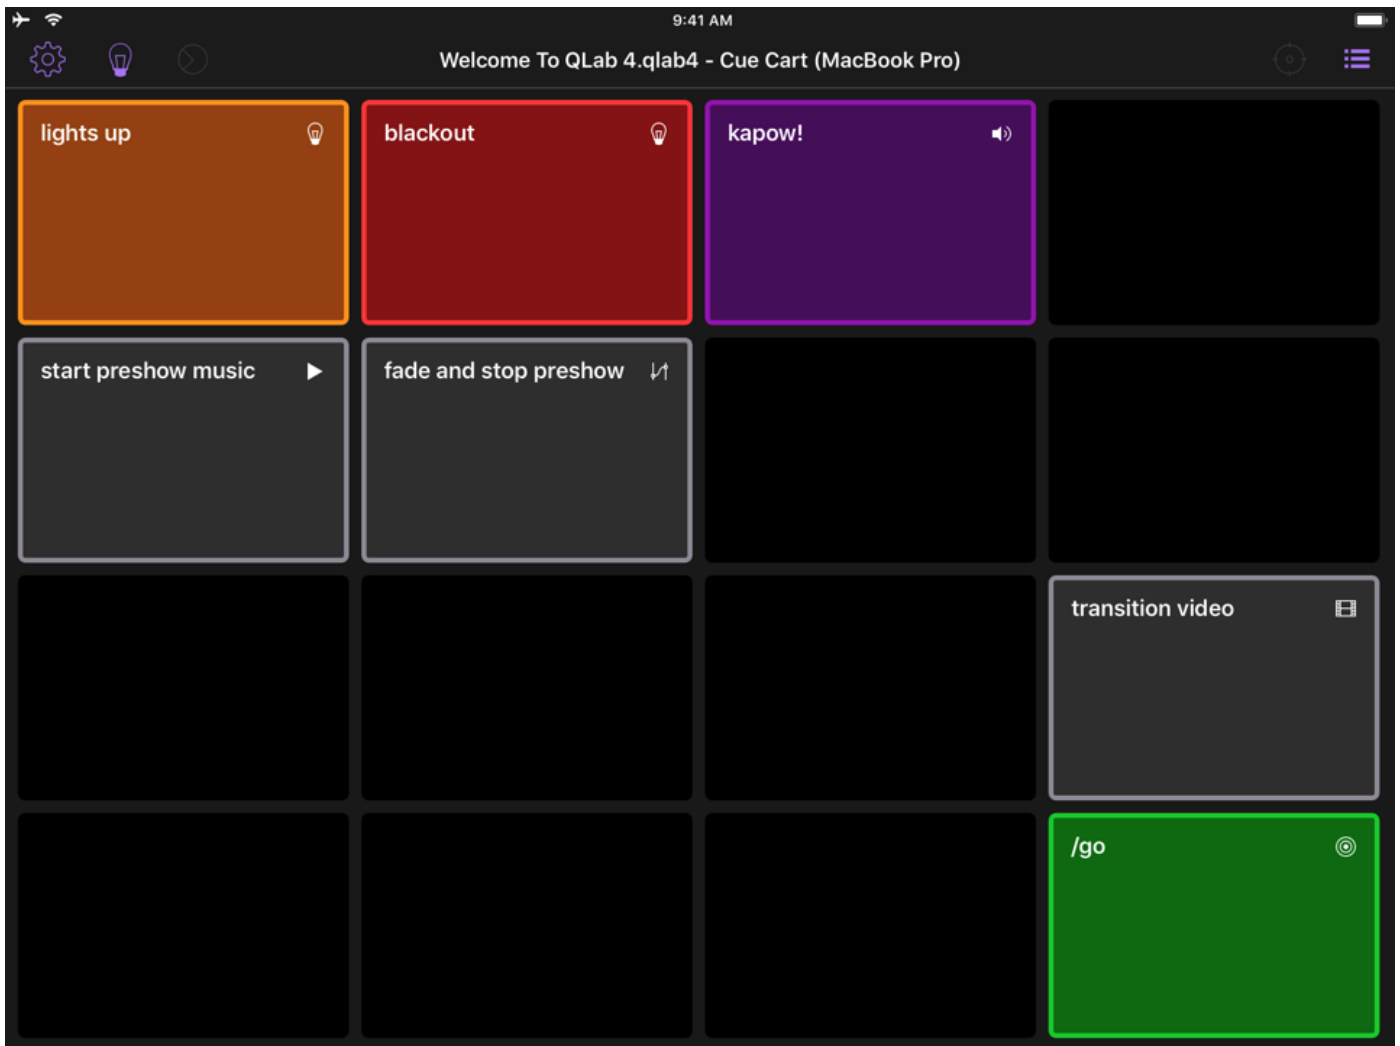 9:41 AM
Welcome To QLab 4.qlab4 - Cue Cart (MacBook Pro)
lights up
blackout
kapow!
start preshow music
fade and stop preshow
transition video
/go